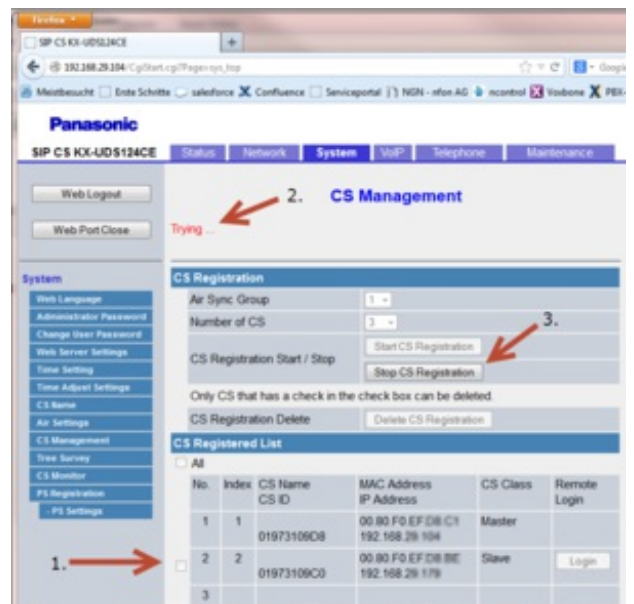 Firefox
SIP CS KX-UDS124CE
+
192.168.29.104/CgiStart.cgi?Page=sys_top
Google
Meistbesucht Erste Schritte salesforce Confluence Serviceportal NGN - nfon AG ncontrol Voxbone PBX
Panasonic
SIP CS KX-UDS124CE Status Network System VoIP Telephone Maintenance
Web Logout
2. CS Management
Web Port Close
Trying ...
System
CS Registration
Web Language
Air Sync Group 1
Administrator Password
Number of CS 3
3.
Change User Password
Start CS Registration
Web Server Settings
CS Registration Start / Stop
Time Setting
Stop CS Registration
Time Adjust Settings
Only CS that has a check in the check box can be deleted.
CS Name
Air Settings
CS Registration Delete Delete CS Registration
CS Management
CS Registered List
Tree Survey
All
CS Monitor
PS Registration
- PS Settings
No. Index CS Name MAC Address CS Class Remote
CS ID IP Address Login
1 1 00.80.F0.EF.D8.C1 Master
01973109D8 192.168.29.104
1. 2 2 00.80.F0.EF.D8.BE Slave Login
01973109C0 192.168.29.179
3